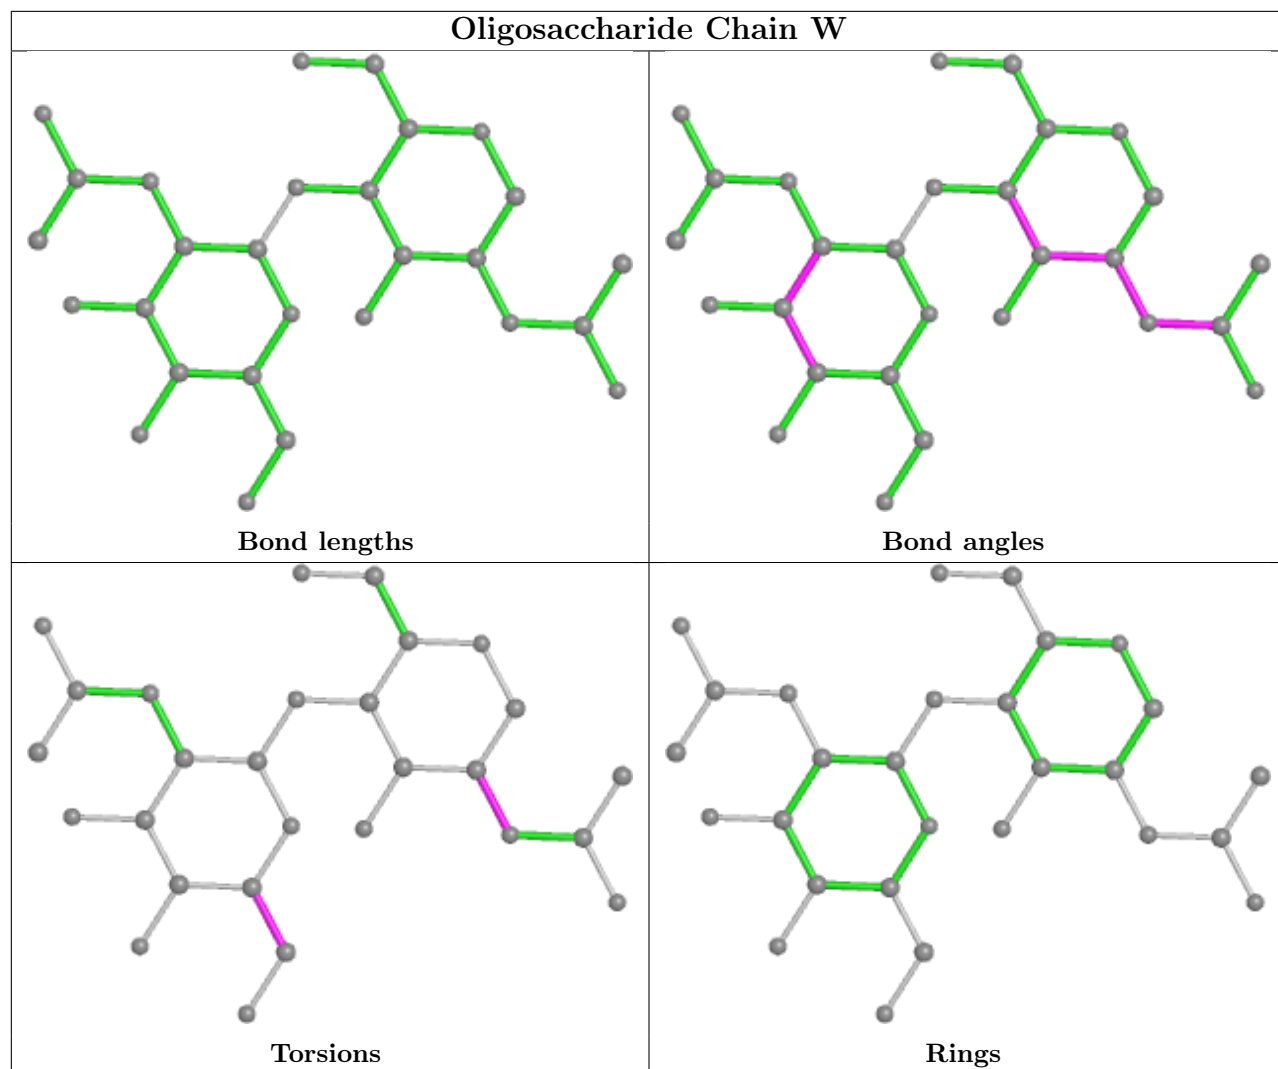 Oligosaccharide Chain W
Bond lengths
Bond angles
Torsions
Rings